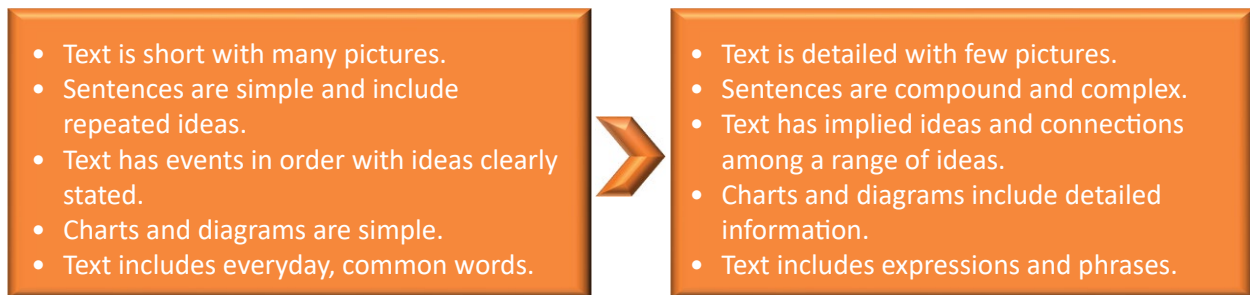 • Text is short with many pictures.
• Sentences are simple and include
repeated ideas.
• Text has events in order with ideas clearly
stated.
• Charts and diagrams are simple.
• Text includes everyday, common words.
• Text is detailed with few pictures.
• Sentences are compound and complex.
• Text has implied ideas and connections
among a range of ideas.
• Charts and diagrams include detailed
information.
• Text includes expressions and phrases.